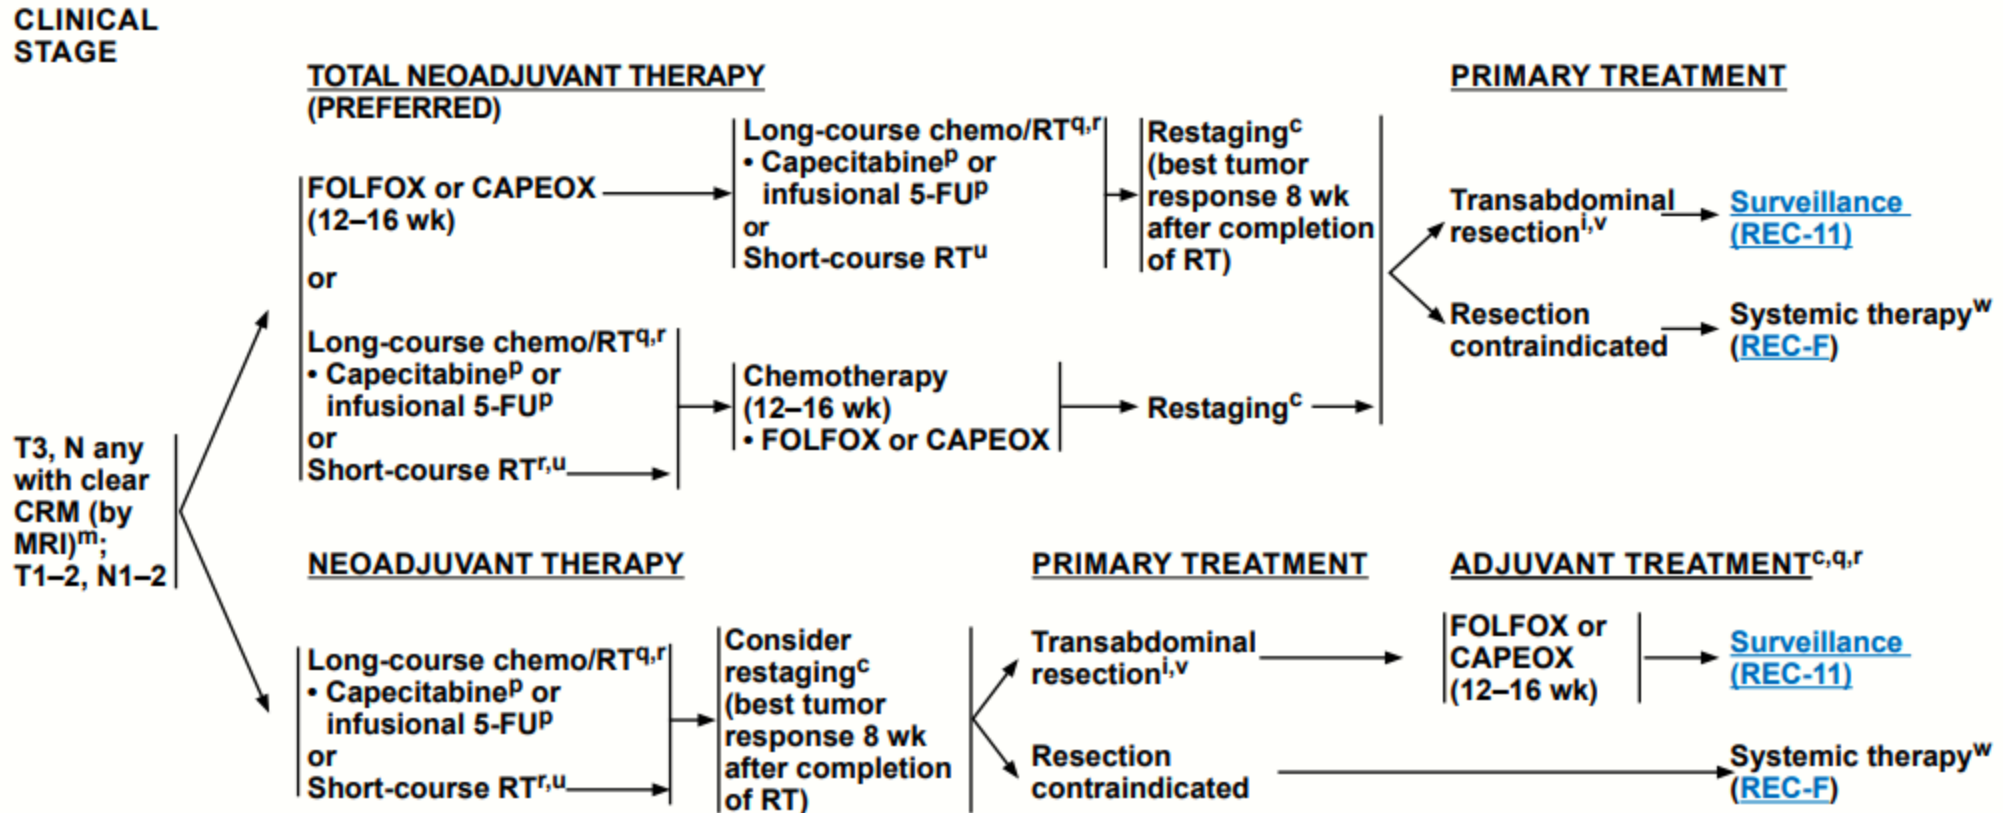 CLINICAL
STAGE
TOTAL NEOADJUVANT THERAPY
(PREFERRED)
PRIMARY TREATMENT
FOLFOX or CAPEOX
(12–16 wk)
or
Long-course chemo/RTq,r
• Capecitabinep or
infusional 5-FUp
or
Short-course RTr,u
Long-course chemo/RTq,r
• Capecitabinep or
infusional 5-FUp
or
Short-course RTu
Restagingc
(best tumor
response 8 wk
after completion
of RT)
Chemotherapy
(12–16 wk)
• FOLFOX or CAPEOX
Restagingc
Transabdominal
resectioni,v
Surveillance
(REC-11)
Resection
contraindicated
Systemic therapyw
(REC-F)
T3, N any
with clear
CRM (by
MRI)m;
T1–2, N1–2
NEOADJUVANT THERAPY
PRIMARY TREATMENT
ADJUVANT TREATMENTc,q,r
Long-course chemo/RTq,r
• Capecitabinep or
infusional 5-FUp
or
Short-course RTr,u
Consider
restagingc
(best tumor
response 8 wk
after completion
of RT)
Transabdominal
resectioni,v
FOLFOX or
CAPEOX
(12–16 wk)
Surveillance
(REC-11)
Resection
contraindicated
Systemic therapyw
(REC-F)